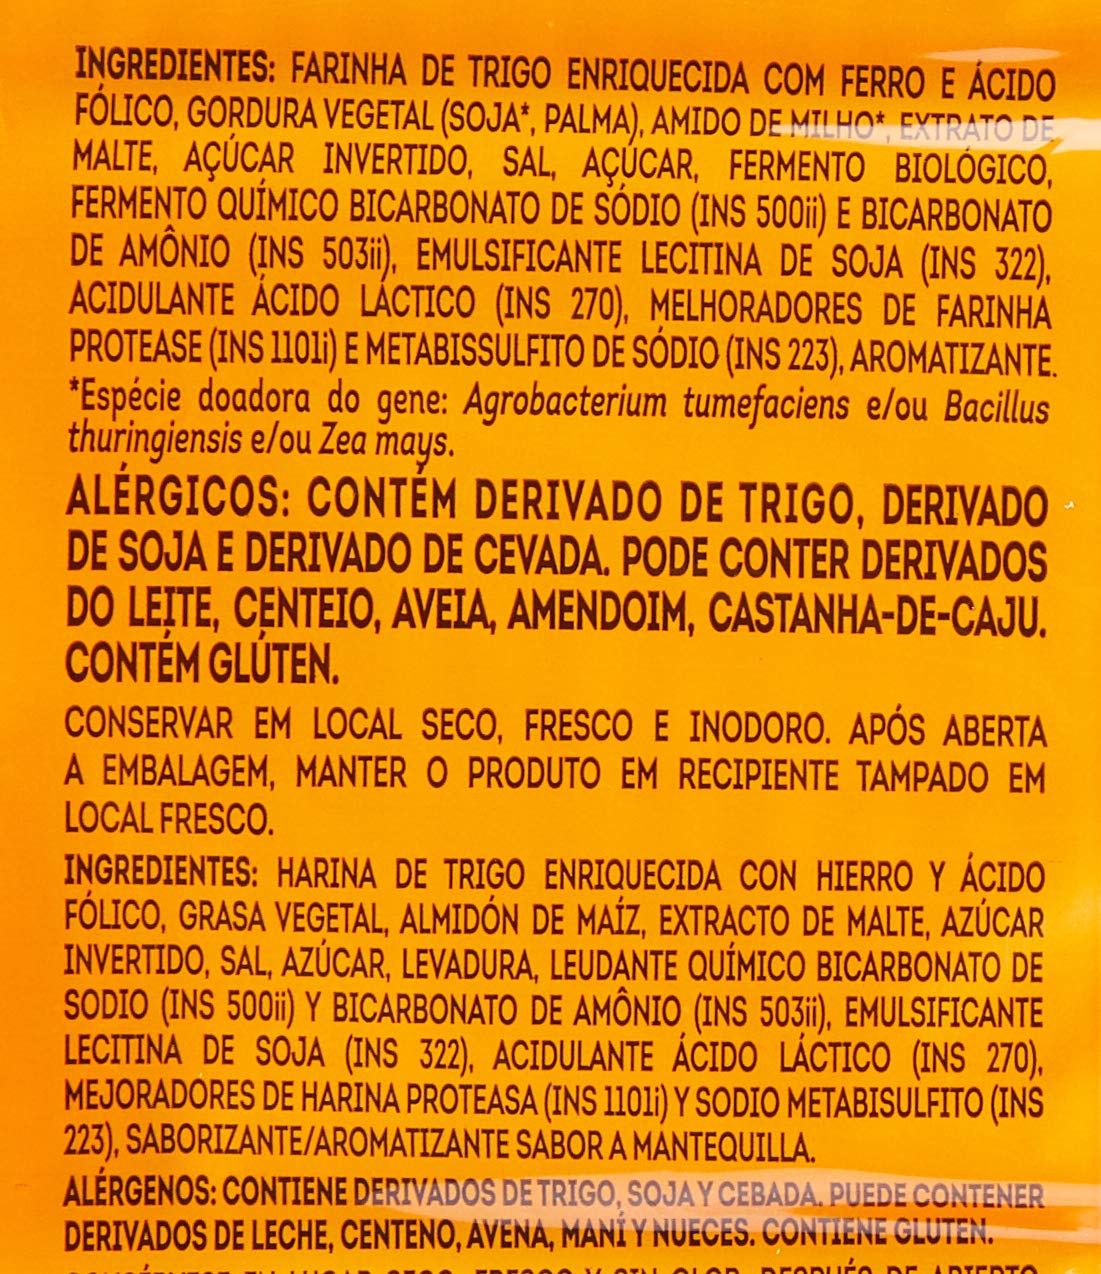 INGREDIENTES: FARINHA DE TRIGO ENRIQUECIDA COM FERRO E ÁCIDO
FÓLICO, GORDURA VEGETAL (SOJA*, PALMA), AMIDO DE MILHO*, EXTRATO DE
MALTE, AÇÚCAR INVERTIDO, SAL, AÇÚCAR, FERMENTO BIOLÓGICO,
FERMENTO QUÍMICO BICARBONATO DE SÓDIO (INS 500ii) E BICARBONATO
DE AMÔNIO (INS 503ii), EMULSIFICANTE LECITINA DE SOJA (INS 322),
ACIDULANTE ÁCIDO LÁCTICO (INS 270), MELHORADORES DE FARINHA
PROTEASE (INS 1101i) E METABISSULFITO DE SÓDIO (INS 223), AROMATIZANTE.
*Espécie doadora do gene: Agrobacterium tumefaciens e/ou Bacillus
thuringiensis e/ou Zea mays.
ALÉRGICOS: CONTÉM DERIVADO DE TRIGO, DERIVADO
DE SOJA E DERIVADO DE CEVADA. PODE CONTER DERIVADOS
DO LEITE, CENTEIO, AVEIA, AMENDOIM, CASTANHA-DE-CAJU.
CONTÉM GLÚTEN.
CONSERVAR EM LOCAL SECO, FRESCO E INODORO. APÓS ABERTA
A EMBALAGEM, MANTER O PRODUTO EM RECIPIENTE TAMPADO EM
LOCAL FRESCO.
INGREDIENTES: HARINA DE TRIGO ENRIQUECIDA CON HIERRO Y ÁCIDO
FÓLICO, GRASA VEGETAL, ALMIDÓN DE MAÍZ, EXTRACTO DE MALTE, AZÚCAR
INVERTIDO, SAL, AZÚCAR, LEVADURA, LEUDANTE QUÍMICO BICARBONATO DE
SODIO (INS 500ii) Y BICARBONATO DE AMÔNIO (INS 503ii), EMULSIFICANTE
LECITINA DE SOJA (INS 322), ACIDULANTE ÁCIDO LÁCTICO (INS 270),
MEJORADORES DE HARINA PROTEASA (INS 1101i) Y SODIO METABISULFITO (INS
223), SABORIZANTE/AROMATIZANTE SABOR A MANTEQUILLA.
ALÉRGENOS: CONTIENE DERIVADOS DE TRIGO, SOJA Y CEBADA. PUEDE CONTENER
DERIVADOS DE LECHE, CENTENO, AVENA, MANÍ Y NUECES. CONTIENE GLUTEN.